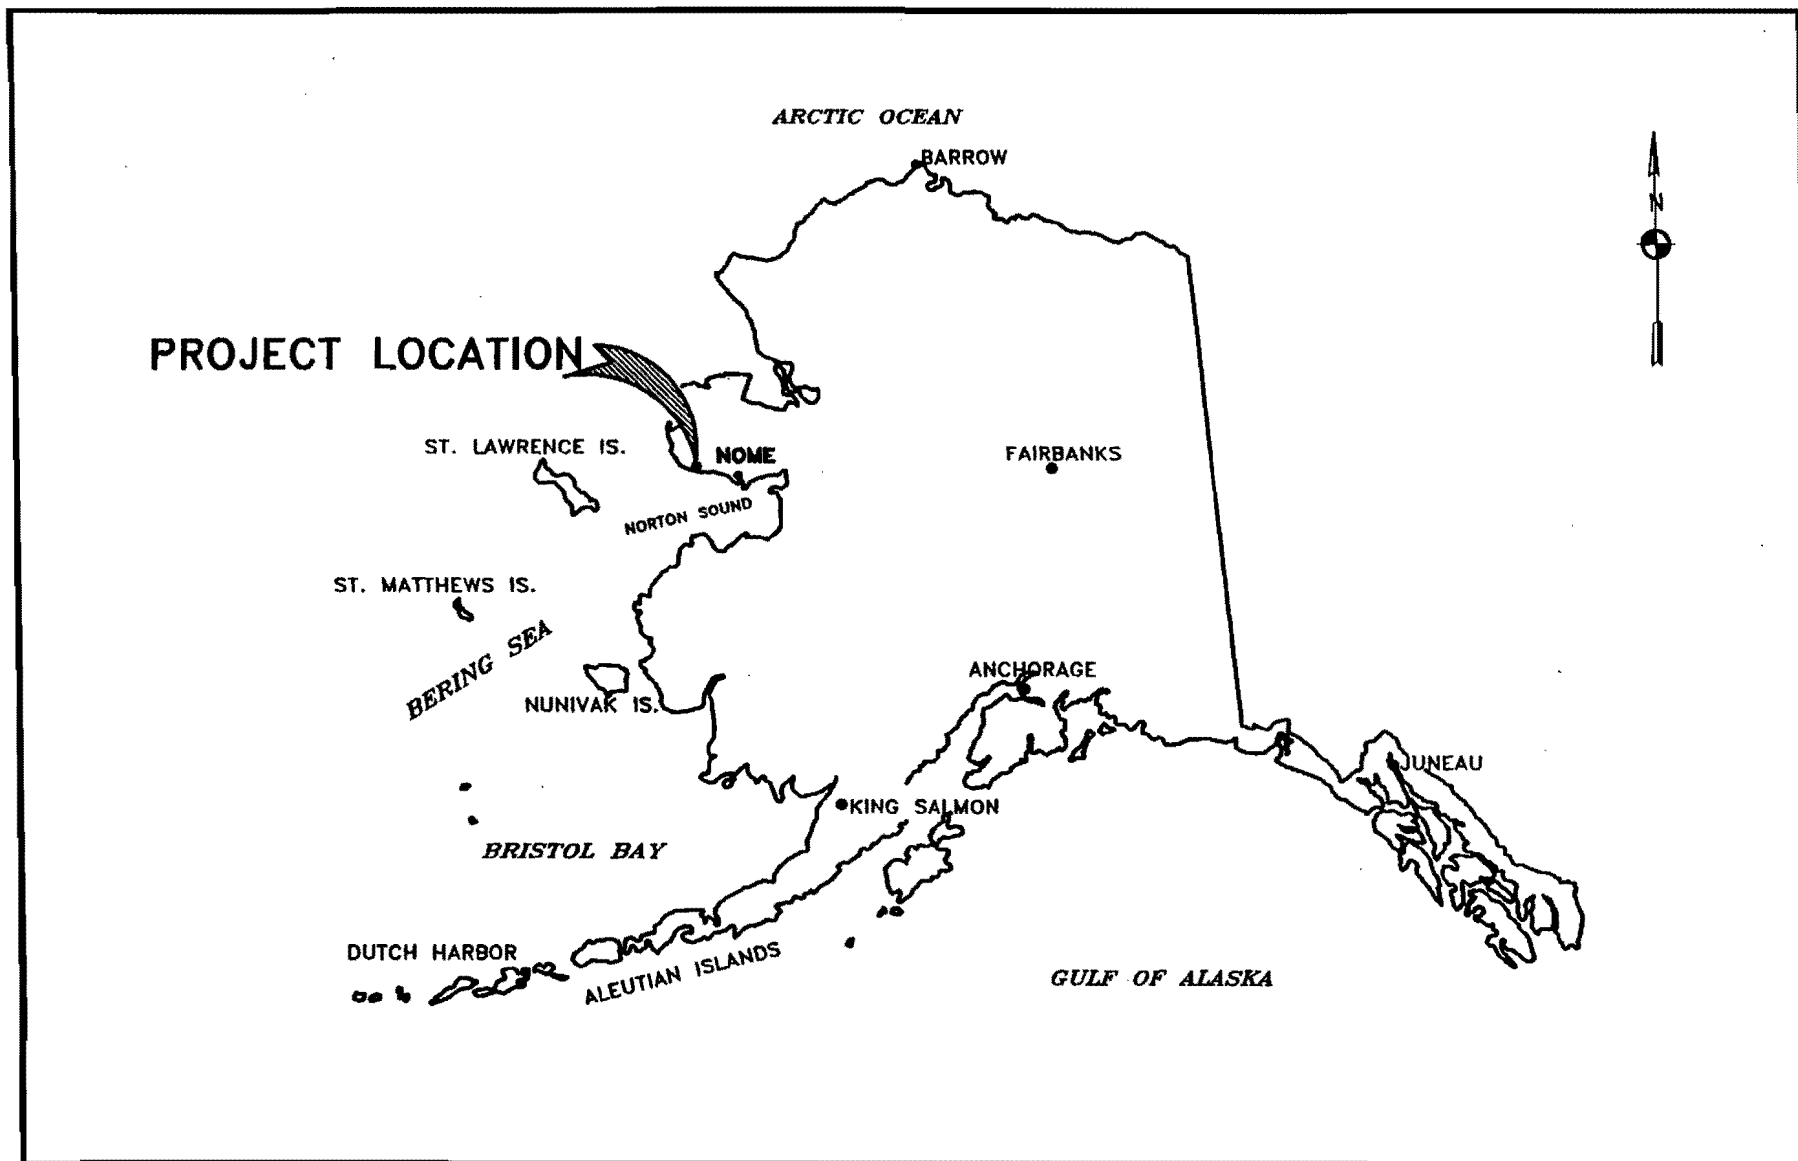 ARCTIC OCEAN
BARROW
N
PROJECT LOCATION
ST. LAWRENCE IS.
NOME
FAIRBANKS
NORTON SOUND
ST. MATTHEWS IS.
BERING SEA
ANCHORAGE
NUNIVAK IS.
JUNEAU
KING SALMON
BRISTOL BAY
DUTCH HARBOR
ALEUTIAN ISLANDS
GULF OF ALASKA